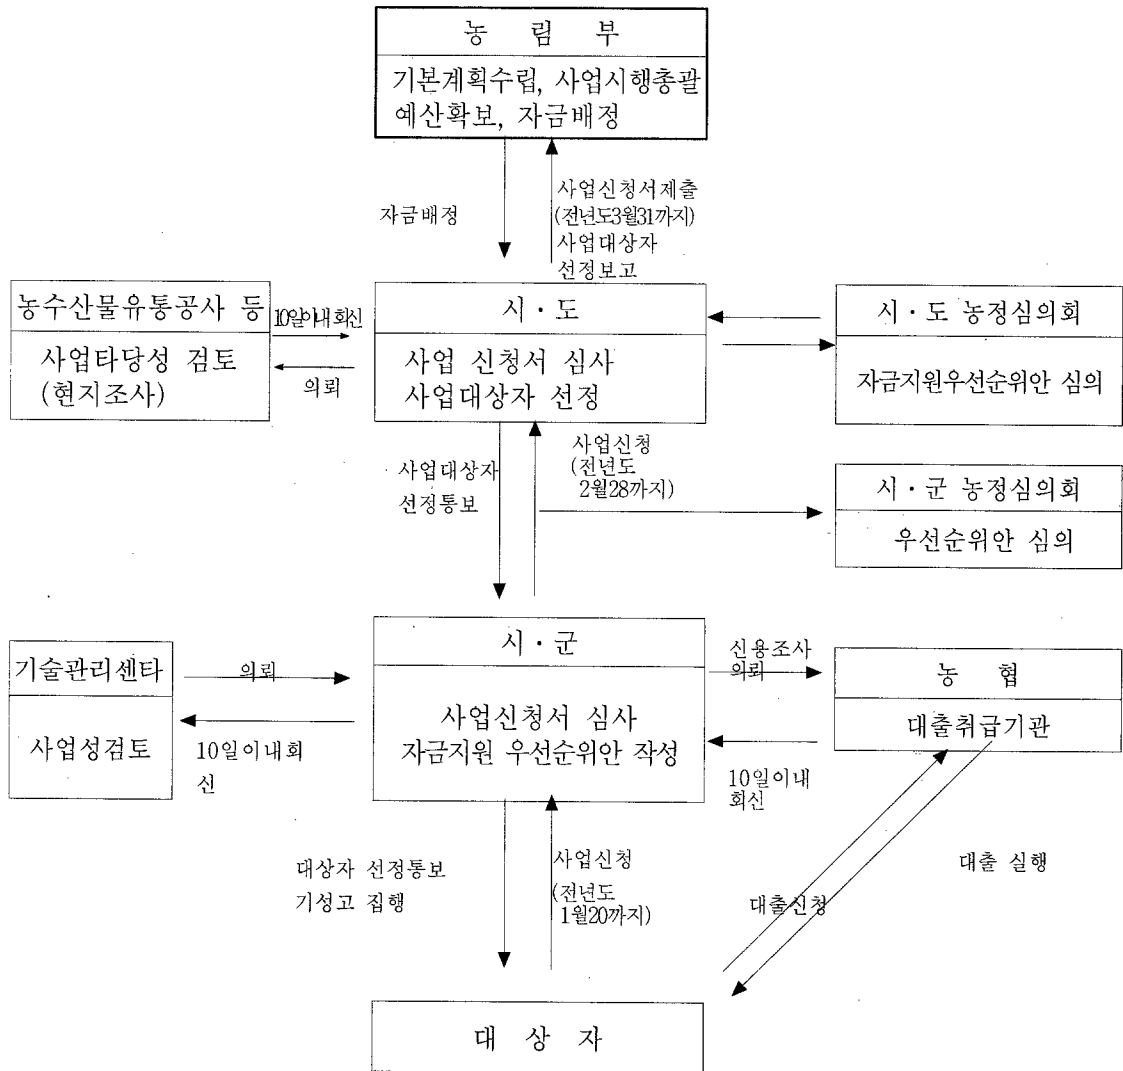 농 림 부
기본계획수립, 사업시행총괄
예산확보, 자금배정
자금배정
사업신청서제출
(전년도3월31까지)
사업대상자
선정보고
농수산물유통공사 등
사업타당성 검토
(현지조사)
10일이내회신
의뢰
시·도
사업 신청서 심사
사업대상자 선정
시·도 농정심의회
자금지원우선순위안 심의
사업대상자
선정통보
사업신청
(전년도
2월28까지)
시·군 농정심의회
우선순위안 심의
기술관리센타
사업성검토
의뢰
10일이내회
신
시·군
사업신청서 심사
자금지원 우선순위안 작성
신용조사
의뢰
10일이내
회신
농 협
대출취급기관
대상자 선정통보
기성고 집행
사업신청
(전년도
1월20까지)
대출신청
대출 실행
대 상 자